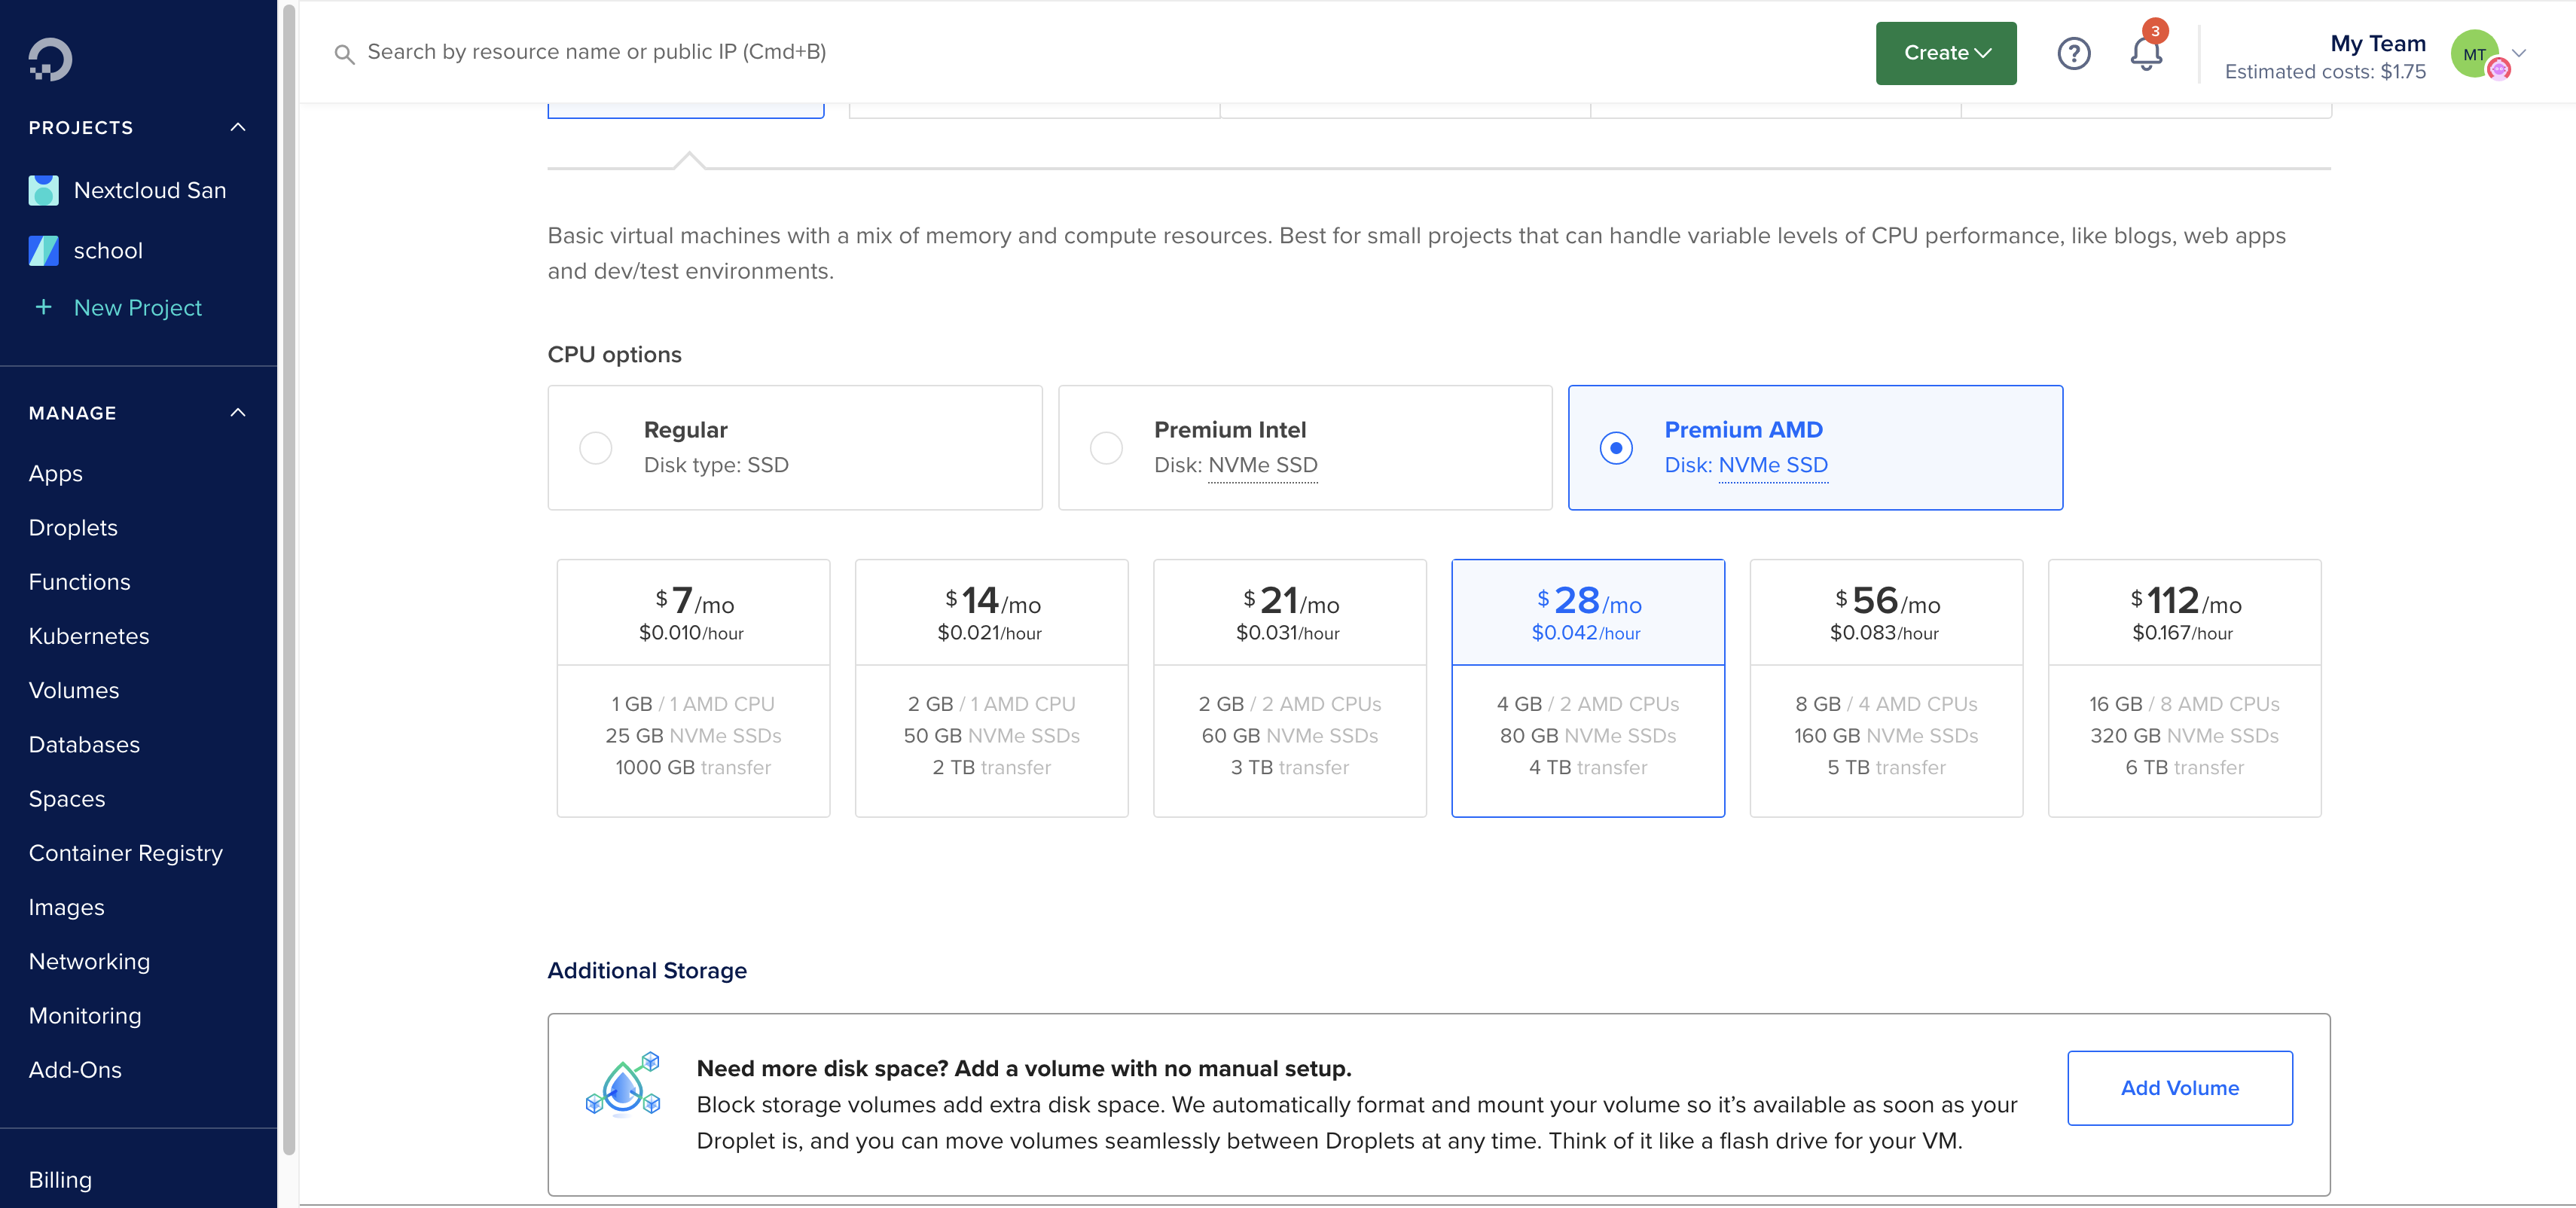 Search by resource name or public IP (Cmd+B)
Create
?
3
My Team
Estimated costs: $1.75
MT
PROJECTS
Nextcloud San
school
+ New Project
MANAGE
Apps
Droplets
Functions
Kubernetes
Volumes
Databases
Spaces
Container Registry
Images
Networking
Monitoring
Add-Ons
Billing
Basic virtual machines with a mix of memory and compute resources. Best for small projects that can handle variable levels of CPU performance, like blogs, web apps
and dev/test environments.
CPU options
Regular
Disk type: SSD
Premium Intel
Disk: NVMe SSD
Premium AMD
Disk: NVMe SSD
$7/mo
$0.010/hour
1 GB / 1 AMD CPU
25 GB NVMe SSDs
1000 GB transfer
$14/mo
$0.021/hour
2 GB / 1 AMD CPU
50 GB NVMe SSDs
2 TB transfer
$21/mo
$0.031/hour
2 GB / 2 AMD CPUs
60 GB NVMe SSDs
3 TB transfer
$28/mo
$0.042/hour
4 GB / 2 AMD CPUs
80 GB NVMe SSDs
4 TB transfer
$56/mo
$0.083/hour
8 GB / 4 AMD CPUs
160 GB NVMe SSDs
5 TB transfer
$112/mo
$0.167/hour
16 GB / 8 AMD CPUs
320 GB NVMe SSDs
6 TB transfer
Additional Storage
Need more disk space? Add a volume with no manual setup.
Block storage volumes add extra disk space. We automatically format and mount your volume so it’s available as soon as your
Droplet is, and you can move volumes seamlessly between Droplets at any time. Think of it like a flash drive for your VM.
Add Volume